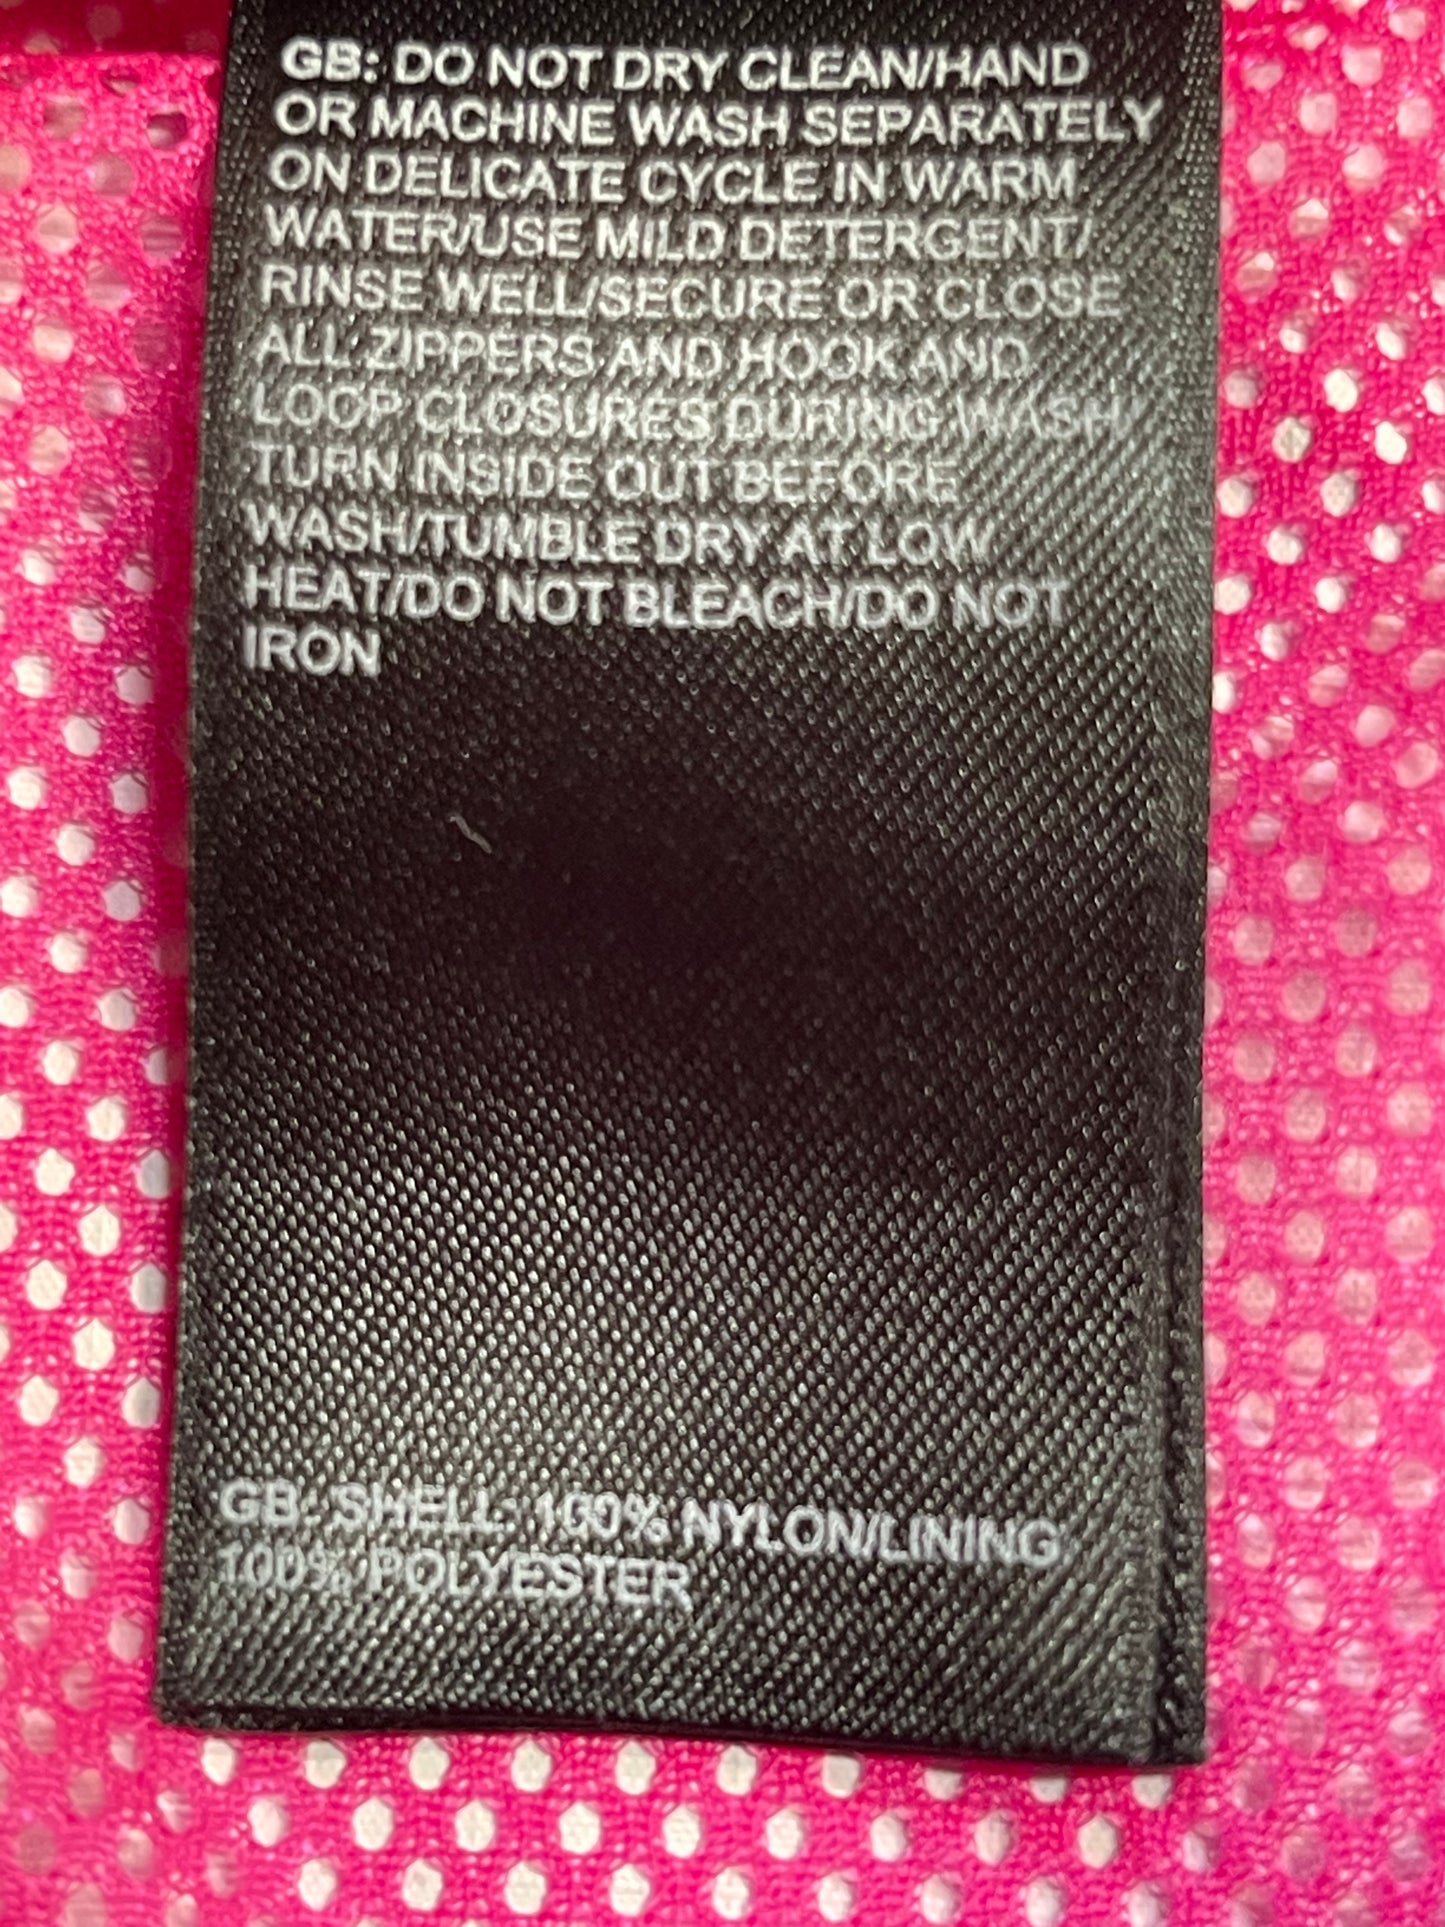 GB: DO NOT DRY CLEAN/HAND
OR MACHINE WASH SEPARATELY
ON DELICATE CYCLE IN WARM
WATER/USE MILD DETERGENT/
RINSE WELL/SECURE OR CLOSE
ALL ZIPPERS AND HOOK AND
LOOP CLOSURES DURING WASH/
TURN INSIDE OUT BEFORE
WASH/TUMBLE DRY AT LOW
HEAT/DO NOT BLEACH/DO NOT
IRON
GB: SHELL: 100% NYLON/LINING
100% POLYESTER